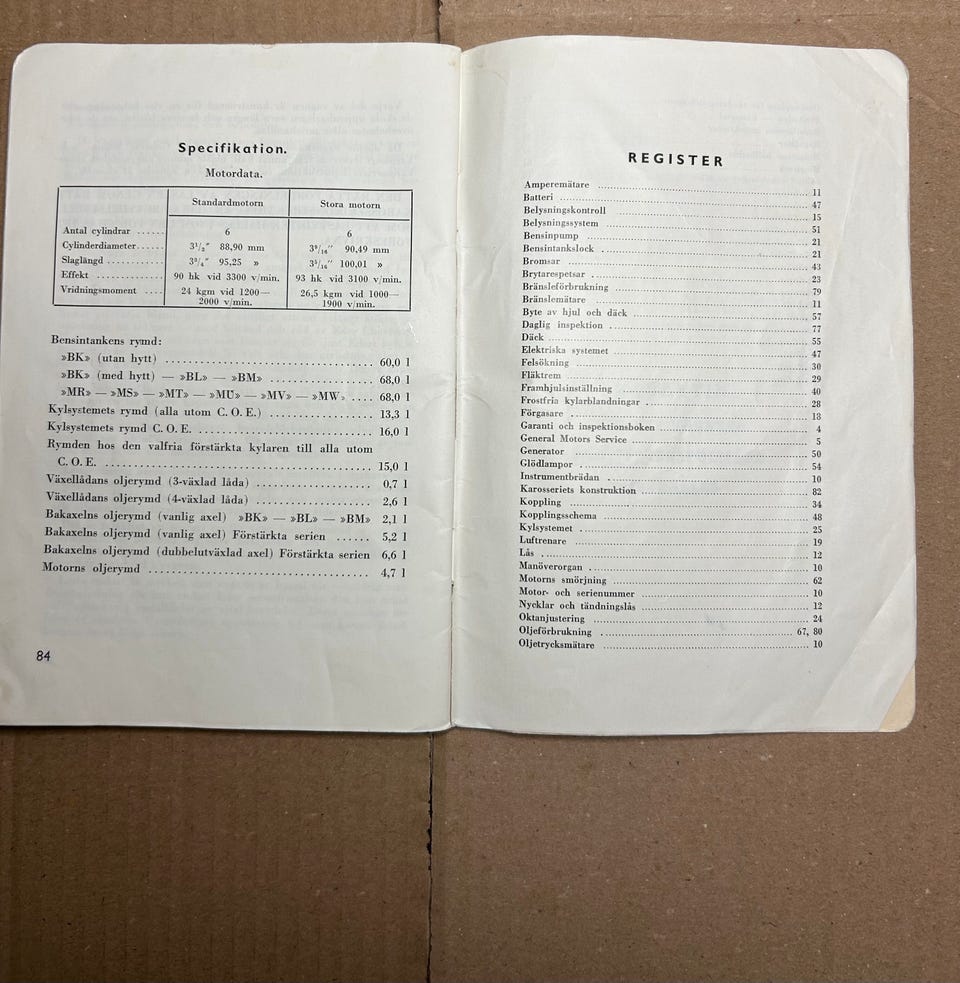 Specifikation.
Motordata.
Standardmotorn Stora motorn
Antal cylindrar ...... 6 6
Cylinderdiameter...... 3¹/₂″ 88,90 mm 3⁹/₁₆″ 90,49 mm
Slaglängd ............ 3³/₄″ 95,25 » 3⁵/₁₆″ 100,01 »
Effekt ............ 90 hk vid 3300 v/min. 93 hk vid 3100 v/min.
Vridningsmoment .... 24 kgm vid 1200— 26,5 kgm vid 1000—
2000 v/min. 1900 v/min.
Bensintankens rymd:
»BK» (utan hytt) ........ 60,0 l
»BK» (med hytt) — »BL» — »BM» ........ 68,0 l
»MR» — »MS» — »MT» — »MU» — »MV» — »MW» .... 68,0 l
Kylsystemets rymd (alla utom C. O. E.) ........ 13,3 l
Kylsystemets rymd C. O. E. ........ 16,0 l
Rymden hos den valfria förstärkta kylaren till alla utom
C. O. E. ........ 15,0 l
Växellådans oljerymd (3-växlad låda) ........ 0,7 l
Växellådans oljerymd (4-växlad låda) ........ 2,6 l
Bakaxelns oljerymd (vanlig axel) »BK» — »BL» — »BM» 2,1 l
Bakaxelns oljerymd (vanlig axel) Förstärkta serien ...... 5,2 l
Bakaxelns oljerymd (dubbelutväxlad axel) Förstärkta serien 6,6 l
Motorns oljerymd ........ 4,7 l
84
REGISTER
Amperemätare ........ 11
Batteri ........ 47
Belysningskontroll ........ 15
Belysningssystem ........ 51
Bensinpump ........ 21
Bensintankslock ........ 21
Bromsar ........ 43
Brytarespetsar ........ 23
Bränsleförbrukning ........ 79
Bränslemätare ........ 11
Byte av hjul och däck ........ 57
Daglig inspektion ........ 77
Däck ........ 55
Elektriska systemet ........ 47
Felsökning ........ 30
Fläktrem ........ 29
Framhjulsinställning ........ 40
Frostfria kylarblandningar ........ 28
Förgasare ........ 18
Garanti och inspektionsboken ........ 4
General Motors Service ........ 5
Generator ........ 50
Glödlampor ........ 54
Instrumentbrädan ........ 10
Karosseriets konstruktion ........ 82
Koppling ........ 34
Kopplingsschema ........ 48
Kylsystemet ........ 25
Luftrenare ........ 19
Lås ........ 12
Manöverorgan ........ 10
Motorns smörjning ........ 62
Motor- och serienummer ........ 10
Nycklar och tändningslås ........ 12
Oktanjustering ........ 24
Oljeförbrukning ........ 67, 80
Oljetrycksmätare ........ 10